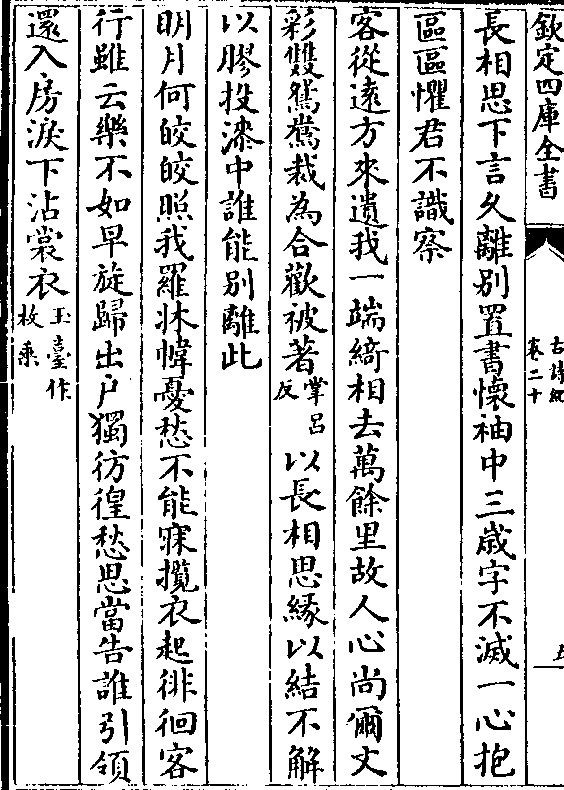 欽定四庫全書
古詩紀
卷二十
五
長相思下言久離别置書懷袖中三歳字不滅一心抱
區區懼君不識察
客從逺方來遺我一端綺相去萬餘里故人心尚爾文
彩雙鴛鴦裁為合歡被著掌吕反以長相思緣以結不解
以膠投漆中誰能别離此
明月何皎皎照我羅牀幃憂愁不能寐攬衣起徘徊客
行雖云樂不如早旋歸出户獨彷徨愁思當告誰引領
還入房淚下沾裳衣玉臺作枚乘